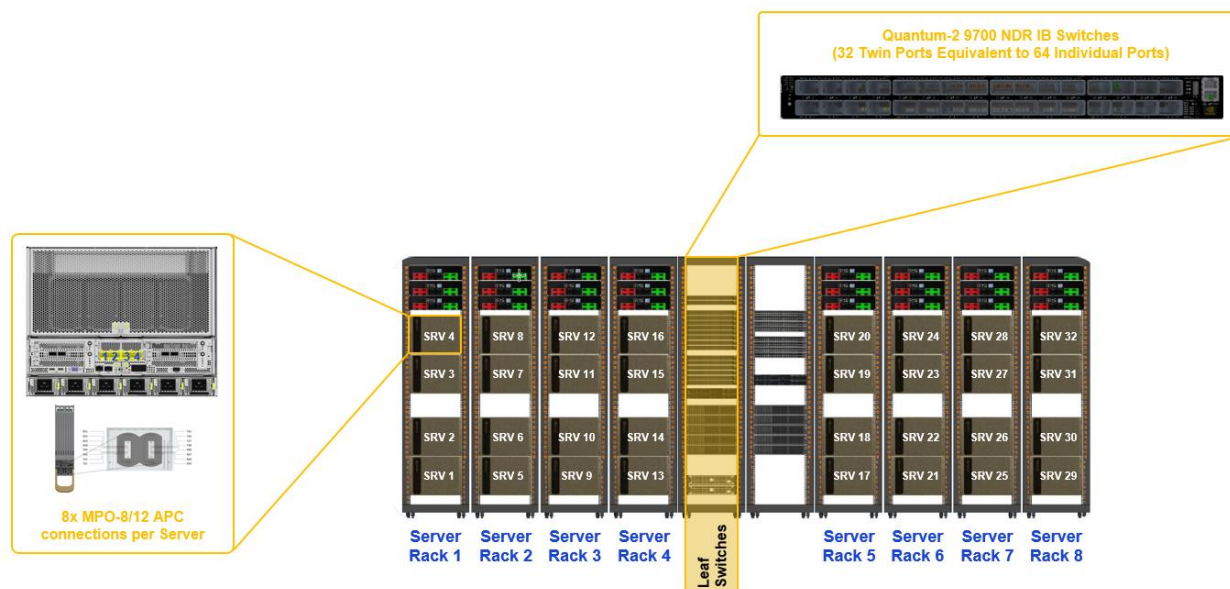 Quantum-2 9700 NDR IB Switches
(32 Twin Ports Equivalent to 64 Individual Ports)
8x MPO-8/12 APC
connections per Server
SRV 4
SRV 8
SRV 12
SRV 16
SRV 20
SRV 24
SRV 28
SRV 32
SRV 3
SRV 7
SRV 11
SRV 15
SRV 19
SRV 23
SRV 27
SRV 31
SRV 2
SRV 6
SRV 10
SRV 14
SRV 18
SRV 22
SRV 26
SRV 30
SRV 1
SRV 5
SRV 9
SRV 13
SRV 17
SRV 21
SRV 25
SRV 29
Server
Rack 1
Server
Rack 2
Server
Rack 3
Server
Rack 4
Leaf
Switches
Server
Rack 5
Server
Rack 6
Server
Rack 7
Server
Rack 8